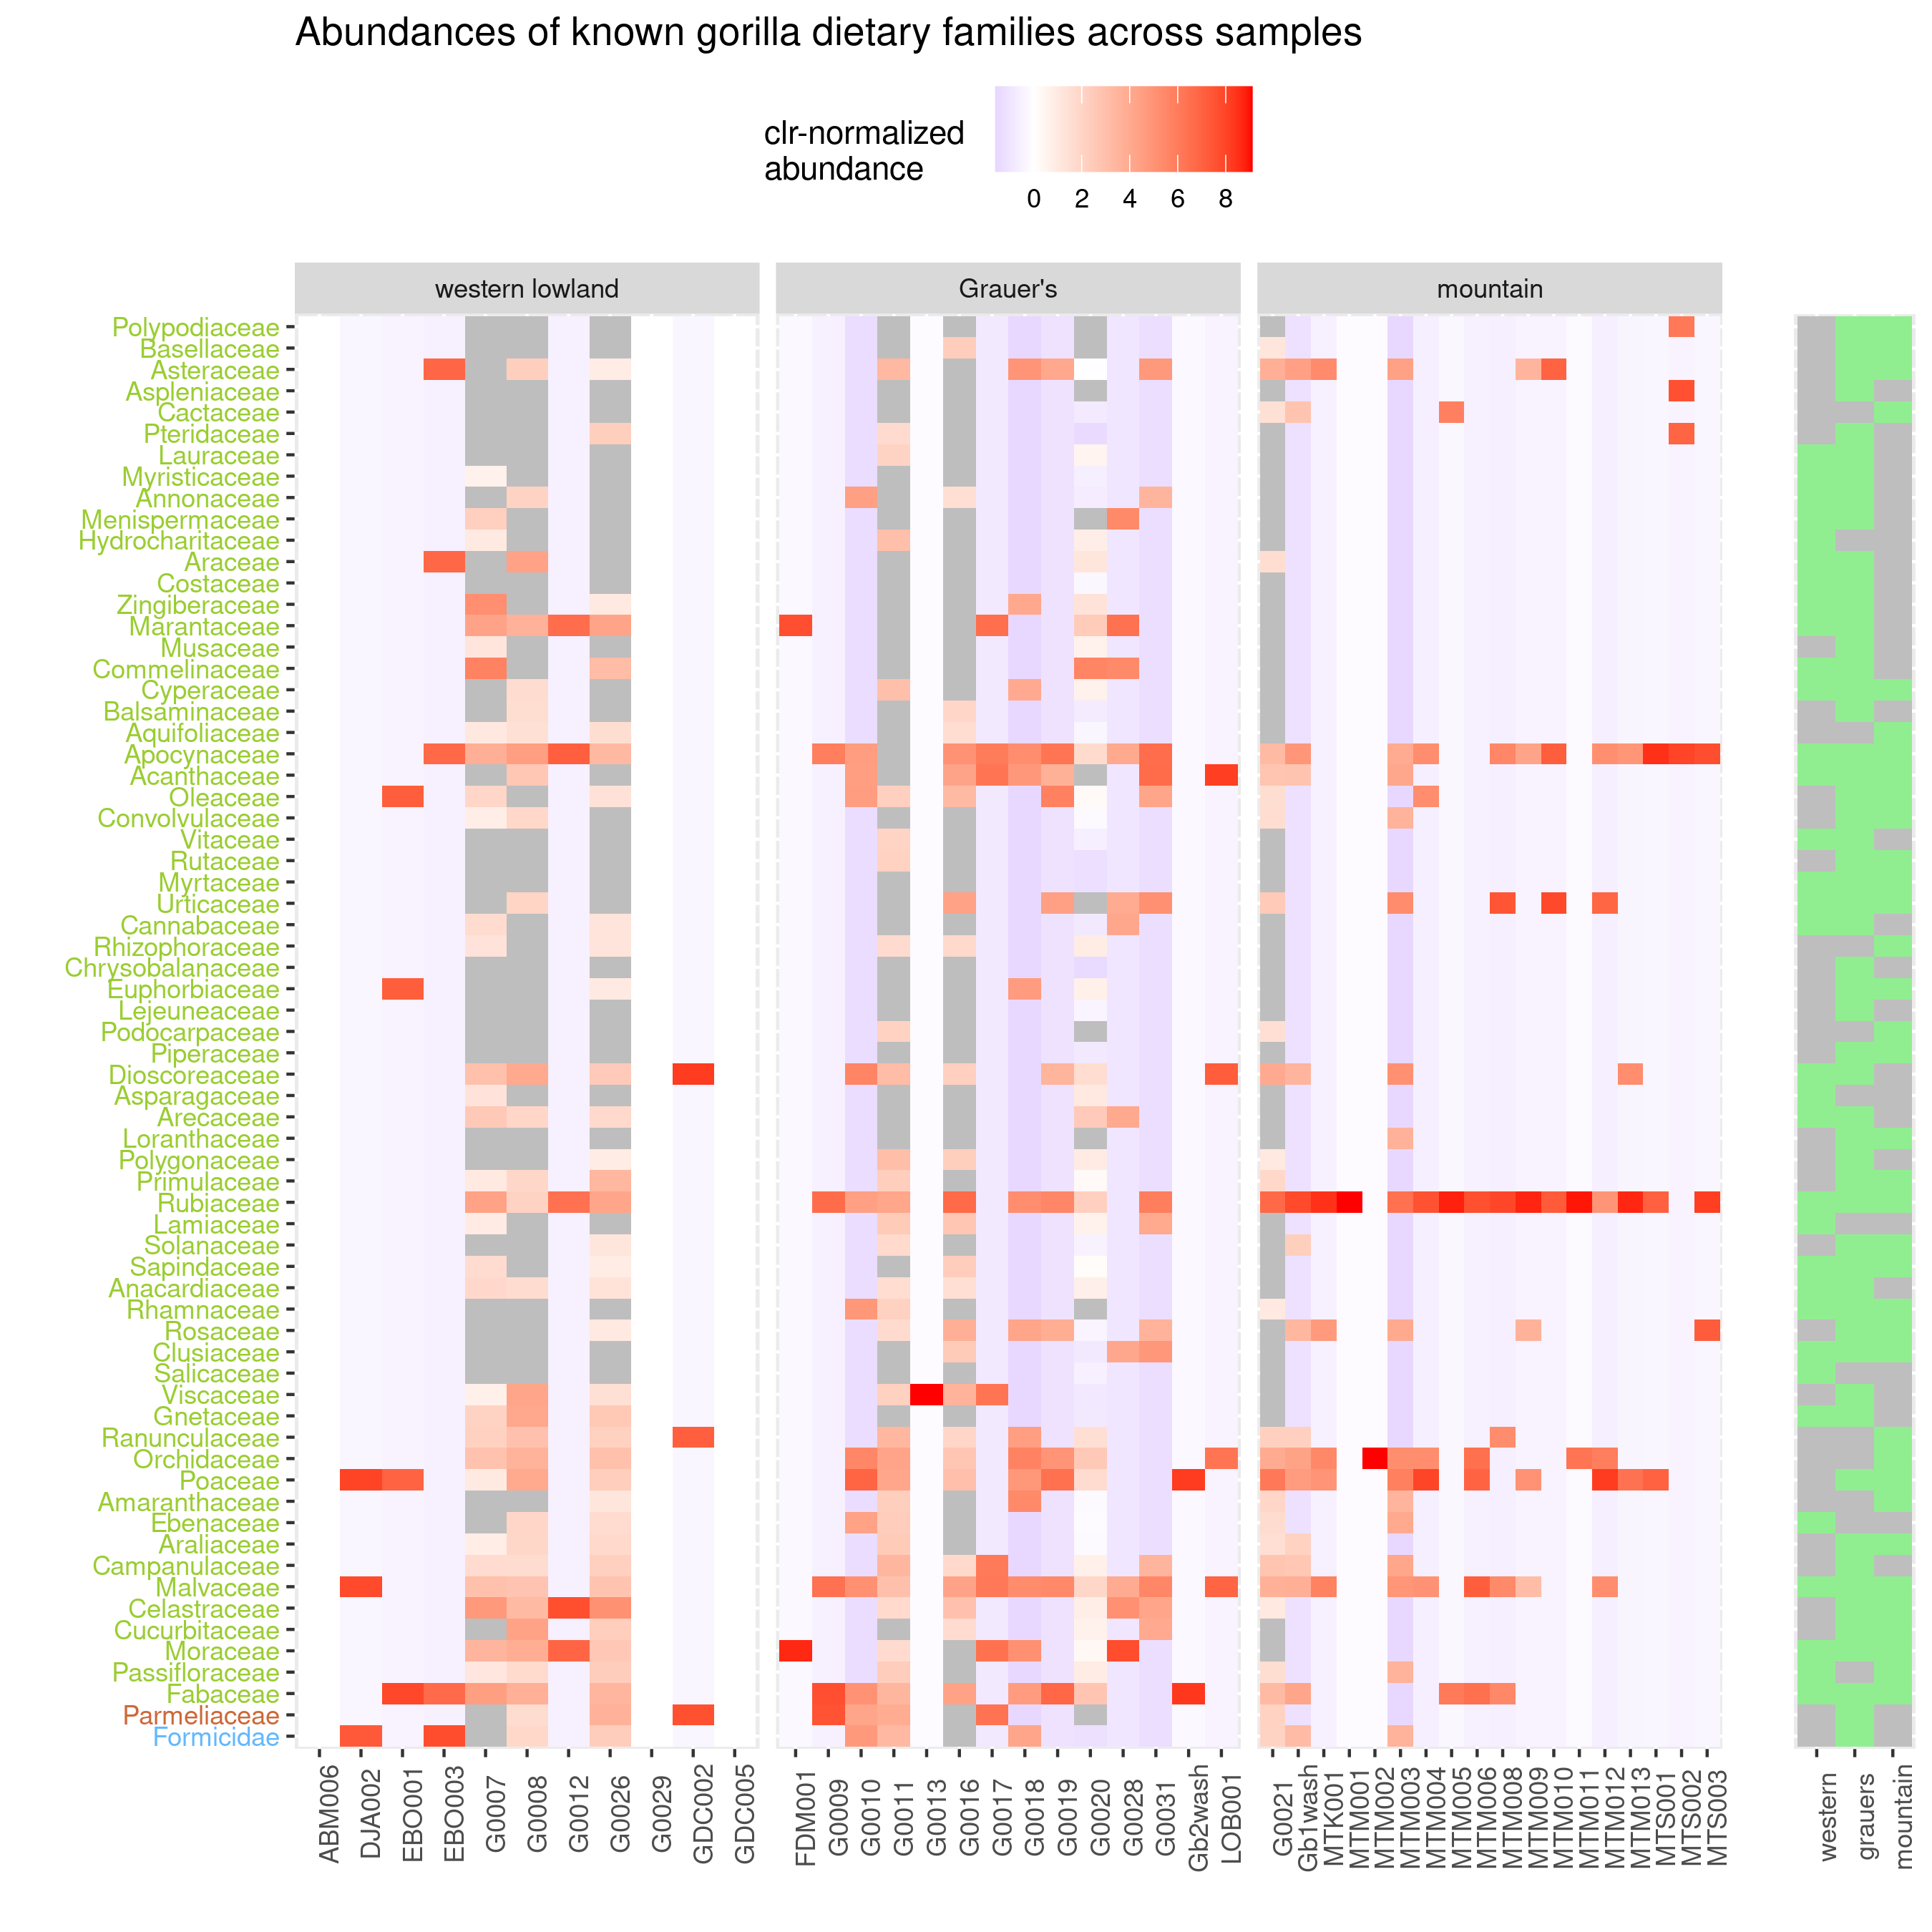 Abundances of known gorilla dietary families across samples
clr-normalized
abundance
0 2 4 6 8
western lowland Grauer's mountain
Polypodiaceae
Basellaceae
Asteraceae
Aspleniaceae
Cactaceae
Pteridaceae
Lauraceae
Myristicaceae
Annonaceae
Menispermaceae
Hydrocharitaceae
Araceae
Costaceae
Zingiberaceae
Marantaceae
Musaceae
Commelinaceae
Cyperaceae
Balsaminaceae
Aquifoliaceae
Apocynaceae
Acanthaceae
Oleaceae
Convolvulaceae
Vitaceae
Rutaceae
Myrtaceae
Urticaceae
Cannabaceae
Rhizophoraceae
Chrysobalanaceae
Euphorbiaceae
Lejeuneaceae
Podocarpaceae
Piperaceae
Dioscoreaceae
Asparagaceae
Arecaceae
Loranthaceae
Polygonaceae
Primulaceae
Rubiaceae
Lamiaceae
Solanaceae
Sapindaceae
Anacardiaceae
Rhamnaceae
Rosaceae
Clusiaceae
Salicaceae
Viscaceae
Gnetaceae
Ranunculaceae
Orchidaceae
Poaceae
Amaranthaceae
Ebenaceae
Araliaceae
Campanulaceae
Malvaceae
Celastraceae
Cucurbitaceae
Moraceae
Passifloraceae
Fabaceae
Parmeliaceae
Formicidae
ABM006
DJA002
EBO001
EBO003
G0007
G0008
G0012
G0026
G0029
GDC002
GDC005
FDM001
G0009
G0010
G0011
G0013
G0016
G0017
G0018
G0019
G0020
G0028
G0031
Gb2wash
LOB001
G0021
Gb1wash
MTK001
MTM001
MTM002
MTM003
MTM004
MTM005
MTM006
MTM008
MTM009
MTM010
MTM011
MTM012
MTM013
MTS001
MTS002
MTS003
western
grauers
mountain